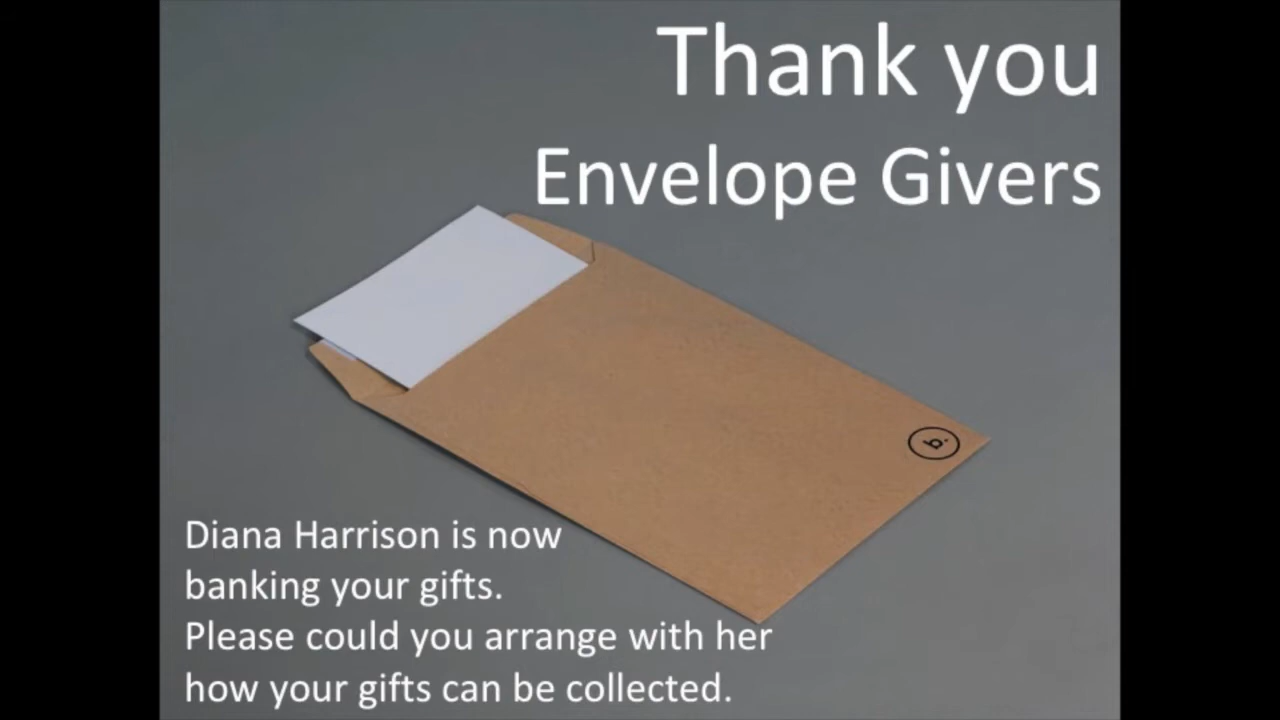 Thank you
Envelope Givers
b.
Diana Harrison is now
banking your gifts.
Please could you arrange with her
how your gifts can be collected.